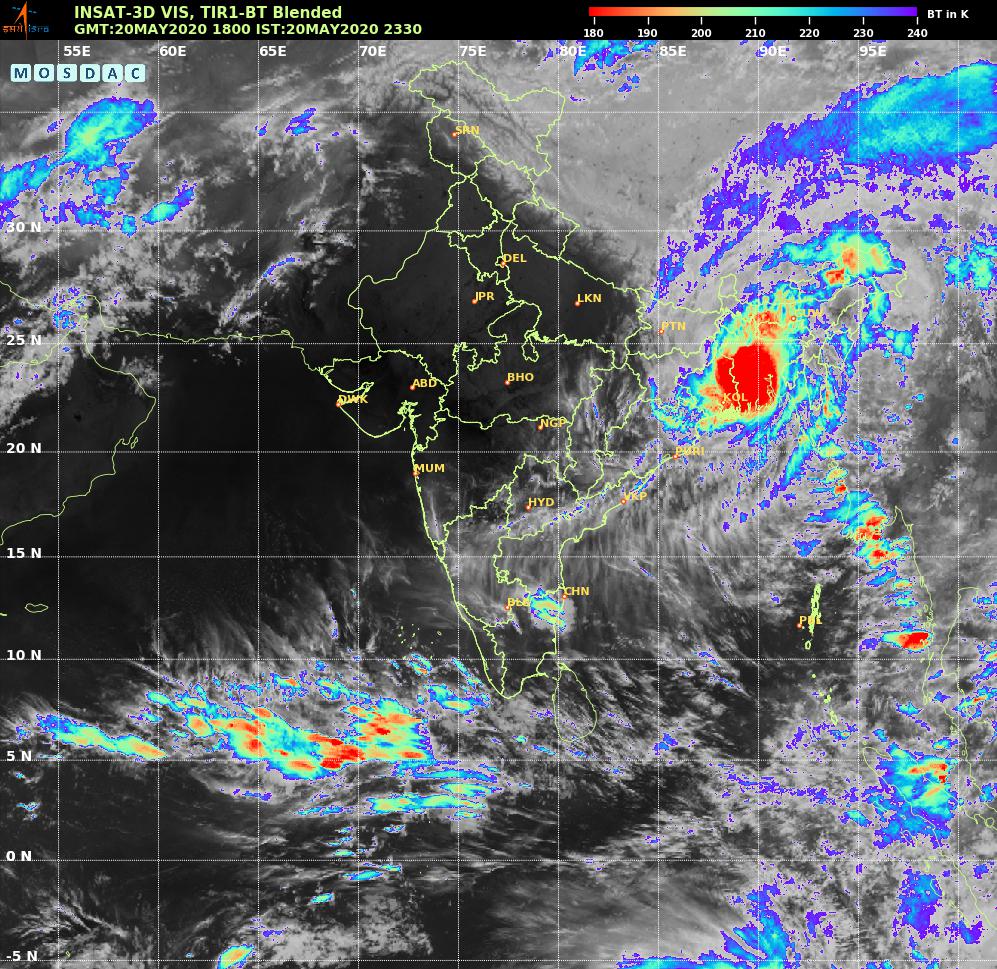 INSAT-3D VIS, TIR1-BT Blended
GMT:20MAY2020 1800 IST:20MAY2020 2330
BT in K
180 190 200 210 220 230 240
55E 60E 65E 70E 75E 80E 85E 90E 95E
MOSDAC
SRN
30 N
DEL
JPR
LKN
PTN
25 N
ABD
BHO
DWK
KOL
NGP
20 N
PURI
MUM
HYD
VKP
15 N
CHN
PBL
10 N
5 N
0 N
-5 N